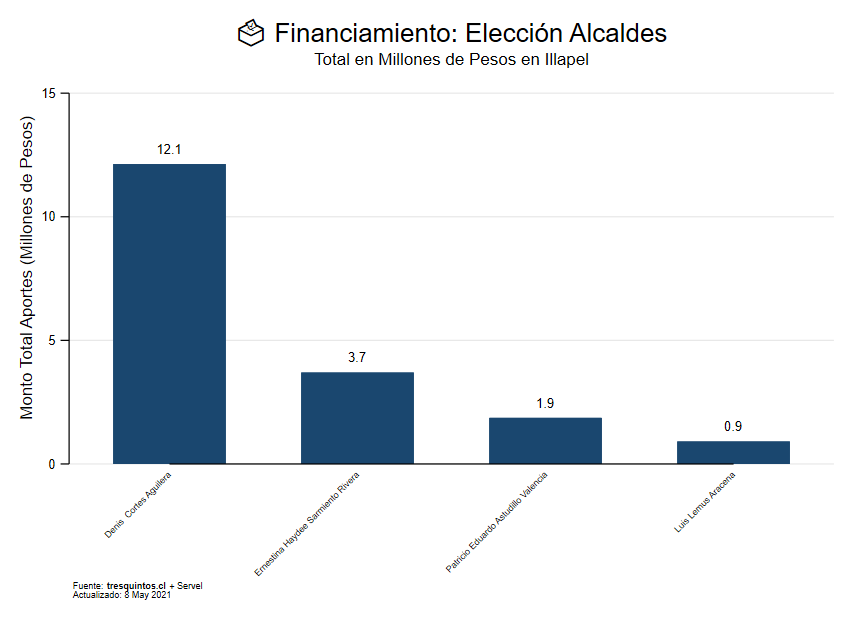 Financiamiento: Elección Alcaldes
Total en Millones de Pesos en Illapel
Monto Total Aportes (Millones de Pesos)
15
10
5
0
12.1
3.7
1.9
0.9
Denis  Cortes Aguilera
Ernestina Haydee Sarmiento Rivera
Patricio Eduardo Astudillo Valencia
Luis Lemus Aracena
Fuente: tresquintos.cl + Servel
Actualizado: 8 May 2021